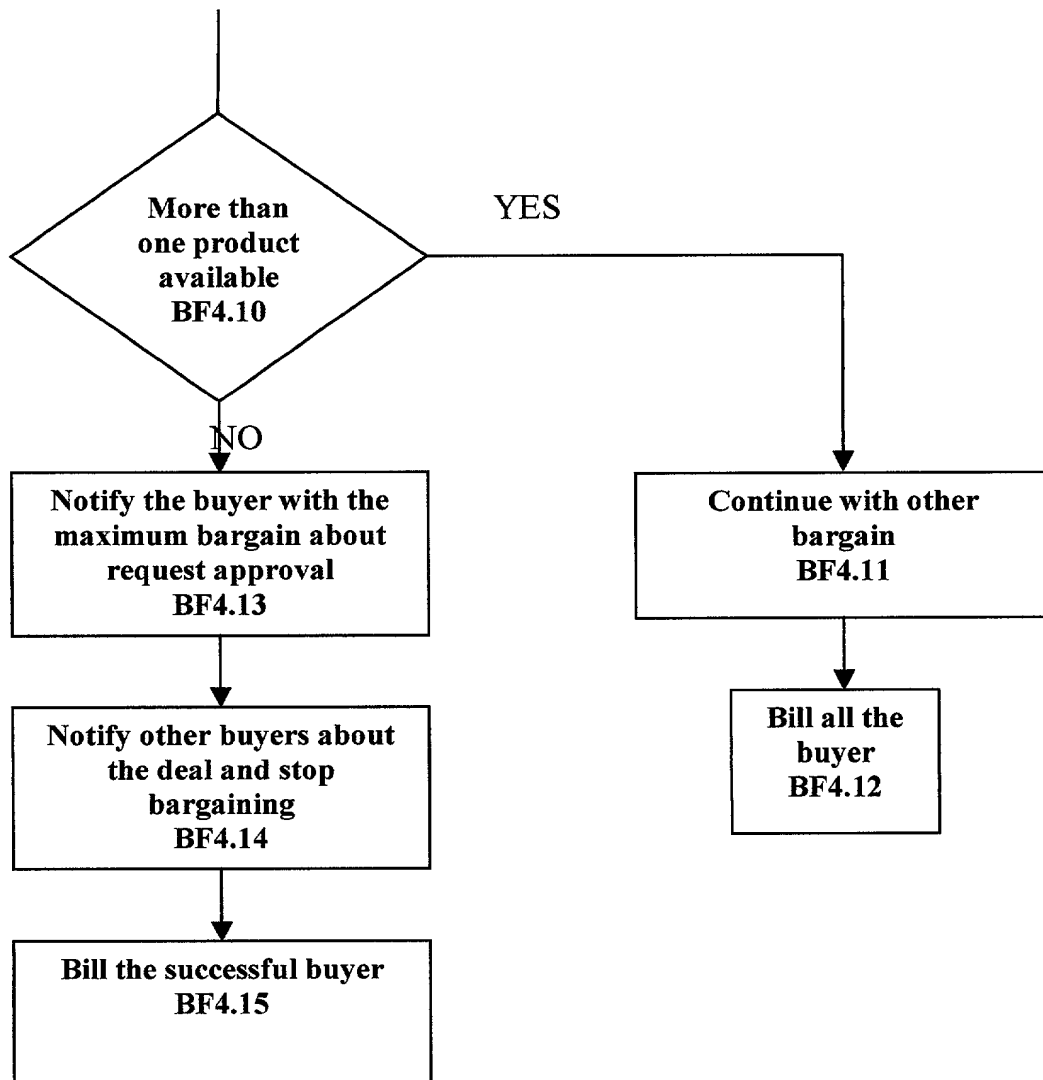 More than
one product
available
BF4.10
YES
NO
Notify the buyer with the
maximum bargain about
request approval
BF4.13
Continue with other
bargain
BF4.11
Notify other buyers about
the deal and stop
bargaining
BF4.14
Bill all the
buyer
BF4.12
Bill the successful buyer
BF4.15